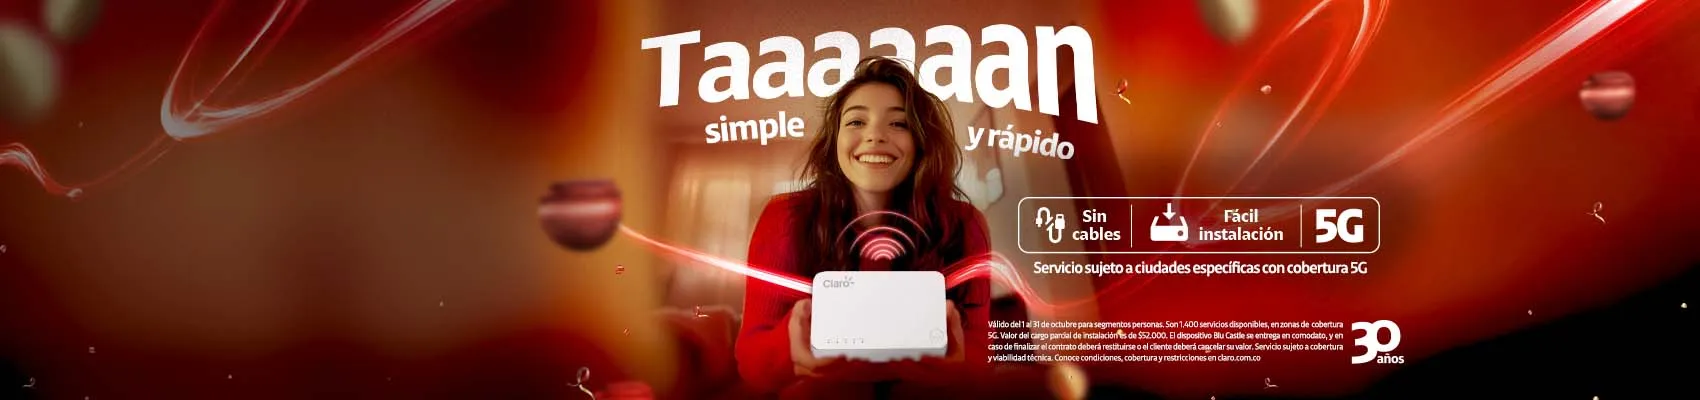 Taaaaaan
simple
y rápido
Sin
cables
Fácil
instalación
5G
Servicio sujeto a ciudades específicas con cobertura 5G
Claro
Válido del 1 al 31 de octubre para segmentos personas. Son 1.400 servicios disponibles, en zonas de cobertura
5G. Valor del cargo parcial de instalación es de $52.000. El dispositivo Blu Castle se entrega en comodato, y en
caso de finalizar el contrato deberá restituirse o el cliente deberá cancelar su valor. Servicio sujeto a cobertura
y viabilidad técnica. Conoce condiciones, cobertura y restricciones en claro.com.co
30
años